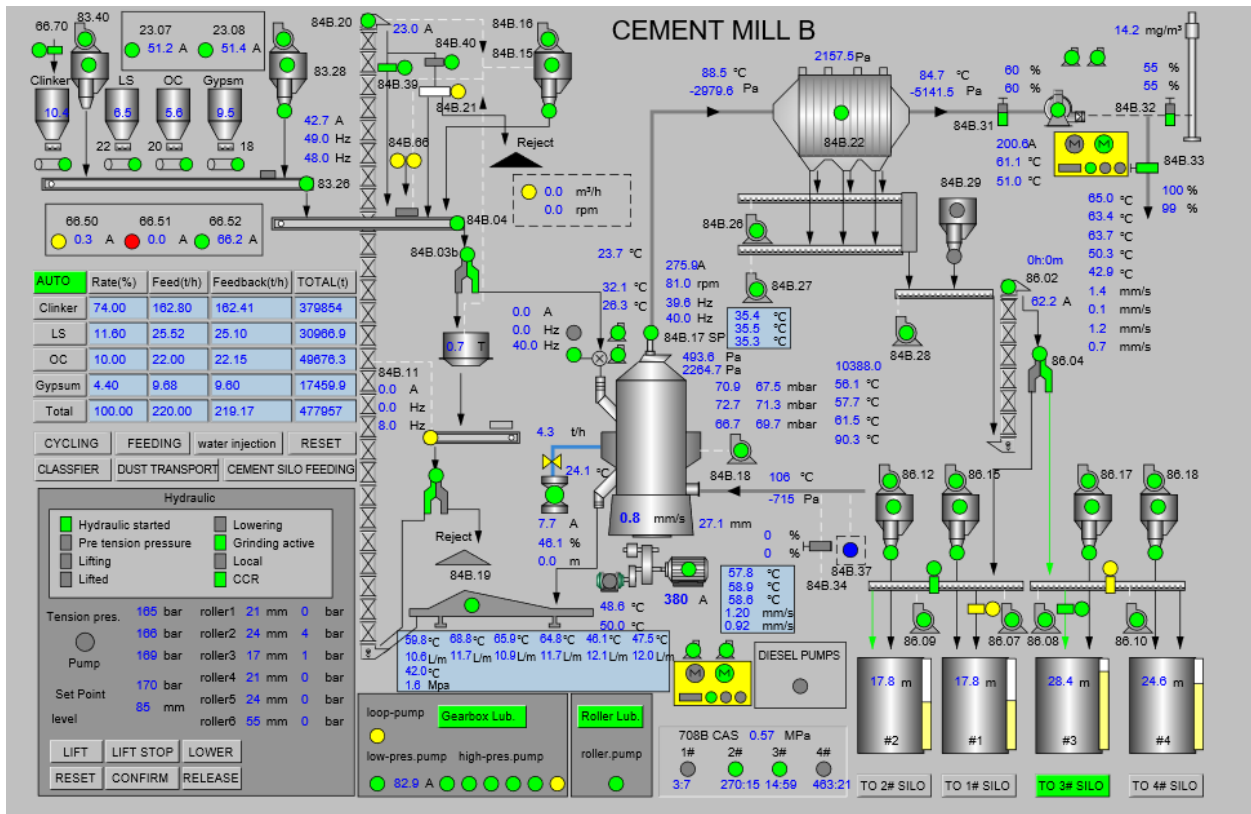 CEMENT MILL B
66.70
83.40
23.07 23.08
51.2 A 51.4 A
Clinker LS OC Gypsm
10.4 6.5 5.6 9.5
22 20 18
83.28
42.7 A
49.0 Hz
48.0 Hz
83.26
66.50 66.51 66.52
0.3 A 0.0 A 66.2 A
84B.20
23.0 A
84B.40
84B.16
84B.15
84B.39
84B.21
84B.66
Reject
0.0 m³/h
0.0 rpm
84B.04
84B.03b
AUTO Rate(%) Feed(t/h) Feedback(t/h) TOTAL(t)
Clinker 74.00 162.80 162.41 379854
LS 11.60 25.52 25.10 30966.9
OC 10.00 22.00 22.15 49676.3
Gypsum 4.40 9.68 9.60 17459.9
Total 100.00 220.00 219.17 477957
CYCLING FEEDING water injection RESET
CLASSFIER DUST TRANSPORT CEMENT SILO FEEDING
Hydraulic
Hydraulic started Lowering
Pre tension pressure Grinding active
Lifting Local
Lifted CCR
Tension pres.
Pump
Set Point
level
165 bar roller1 21 mm 0 bar
166 bar roller2 24 mm 4 bar
169 bar roller3 17 mm 1 bar
170 bar roller4 21 mm 0 bar
85 mm roller5 24 mm 0 bar
roller6 55 mm 0 bar
LIFT LIFT STOP LOWER
RESET CONFIRM RELEASE
0.7 T
84B.11
0.0 A
0.0 Hz
8.0 Hz
Reject
84B.19
23.7 °C
32.1 °C
26.3 °C
0.0 A
0.0 Hz
40.0 Hz
4.3 t/h
24.1 °C
7.7 A
46.1 %
0.0 m
275.9A
81.0 rpm
39.6 Hz
40.0 Hz
84B.17 SP
493.6 Pa
2264.7 Pa
70.9 67.5 mbar
72.7 71.3 mbar
66.7 69.7 mbar
84B.18
0.8 mm/s
27.1 mm
106 °C
-715 Pa
0 %
0 %
84B.34
84B.37
380 A
57.8 °C
58.9 °C
58.6 °C
1.20 mm/s
0.92 mm/s
48.6 °C
50.0 °C
59.8°C 68.8°C 65.9°C 64.8°C 46.1°C 47.5°C
10.6L/m 11.7L/m 10.9L/m 11.7L/m 12.1L/m 12.0L/m
42.0°C
1.6 Mpa
loop-pump Gearbox Lub.
low-pres.pump high-pres.pump
82.9 A
Roller Lub.
roller.pump
M M
DIESEL PUMPS
708B CAS 0.57 MPa
1# 2# 3# 4#
3:7 270:15 14:59 463:21
88.5 °C
-2979.6 Pa
2157.5Pa
84B.22
84.7 °C
-5141.5 Pa
60 %
60 %
84B.31
14.2 mg/m³
55 %
55 %
84B.32
200.6A
61.1 °C
51.0 °C
M M
84B.33
100 %
99 %
84B.26
84B.27
35.4 °C
35.5 °C
35.3 °C
84B.29
84B.28
65.0 °C
63.4 °C
63.7 °C
50.3 °C
42.9 °C
1.4 mm/s
0.1 mm/s
1.2 mm/s
0.7 mm/s
0h:0m
86.02
62.2 A
86.04
10388.0
56.1 °C
57.7 °C
61.5 °C
90.3 °C
86.12 86.15 86.17 86.18
86.09 86.07 86.08 86.10
17.8 m 17.8 m 28.4 m 24.6 m
#2 #1 #3 #4
TO 2# SILO TO 1# SILO TO 3# SILO TO 4# SILO